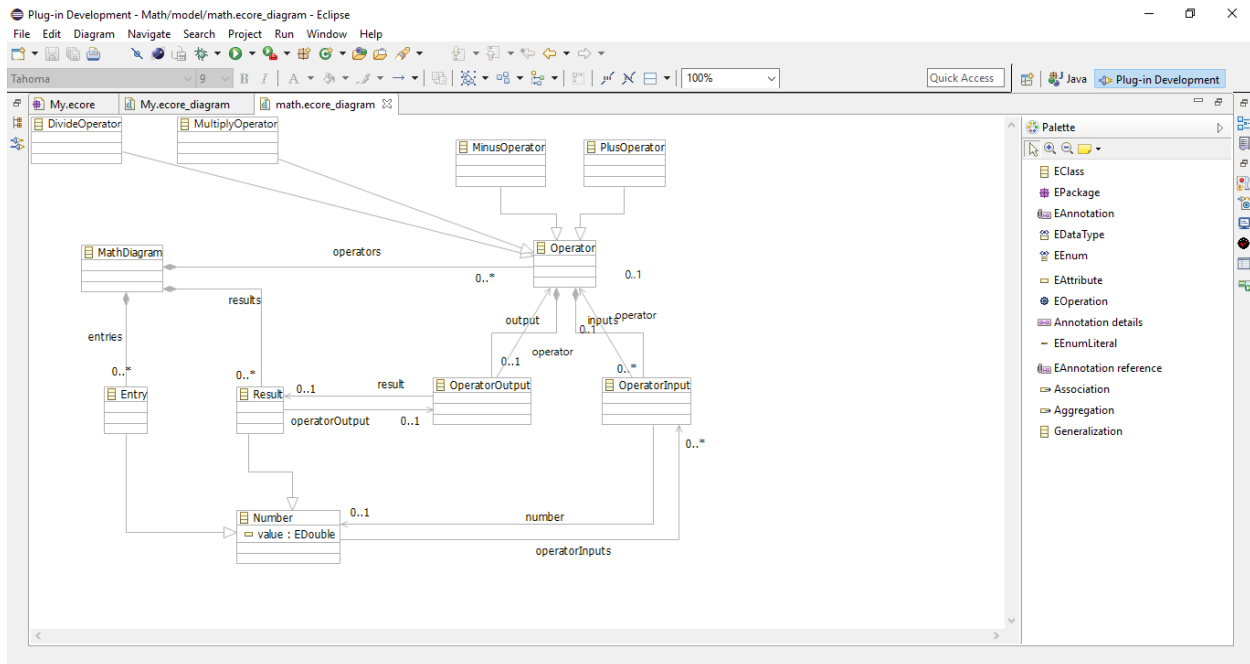 Plug-in Development - Math/model/math.ecore_diagram - Eclipse
File Edit Diagram Navigate Search Project Run Window Help
Tahoma 9 B I A 100% Quick Access Java Plug-in Development
My.ecore My.ecore_diagram math.ecore_diagram
DivideOperator MultiplyOperator
MinusOperator PlusOperator
MathDiagram operators Operator
0..* 0..1
results
output inputs operator
0..1
entries
operator
0..1
0..* 0..* 0..*
Entry Result 0..1 result OperatorOutput OperatorInput
operatorOutput 0..1
0..*
Number 0..1 number
value : EDouble
operatorInputs
Palette
EClass
EPackage
EAnnotation
EDataType
EEnum
EAttribute
EOperation
Annotation details
EEnumLiteral
EAnnotation reference
Association
Aggregation
Generalization